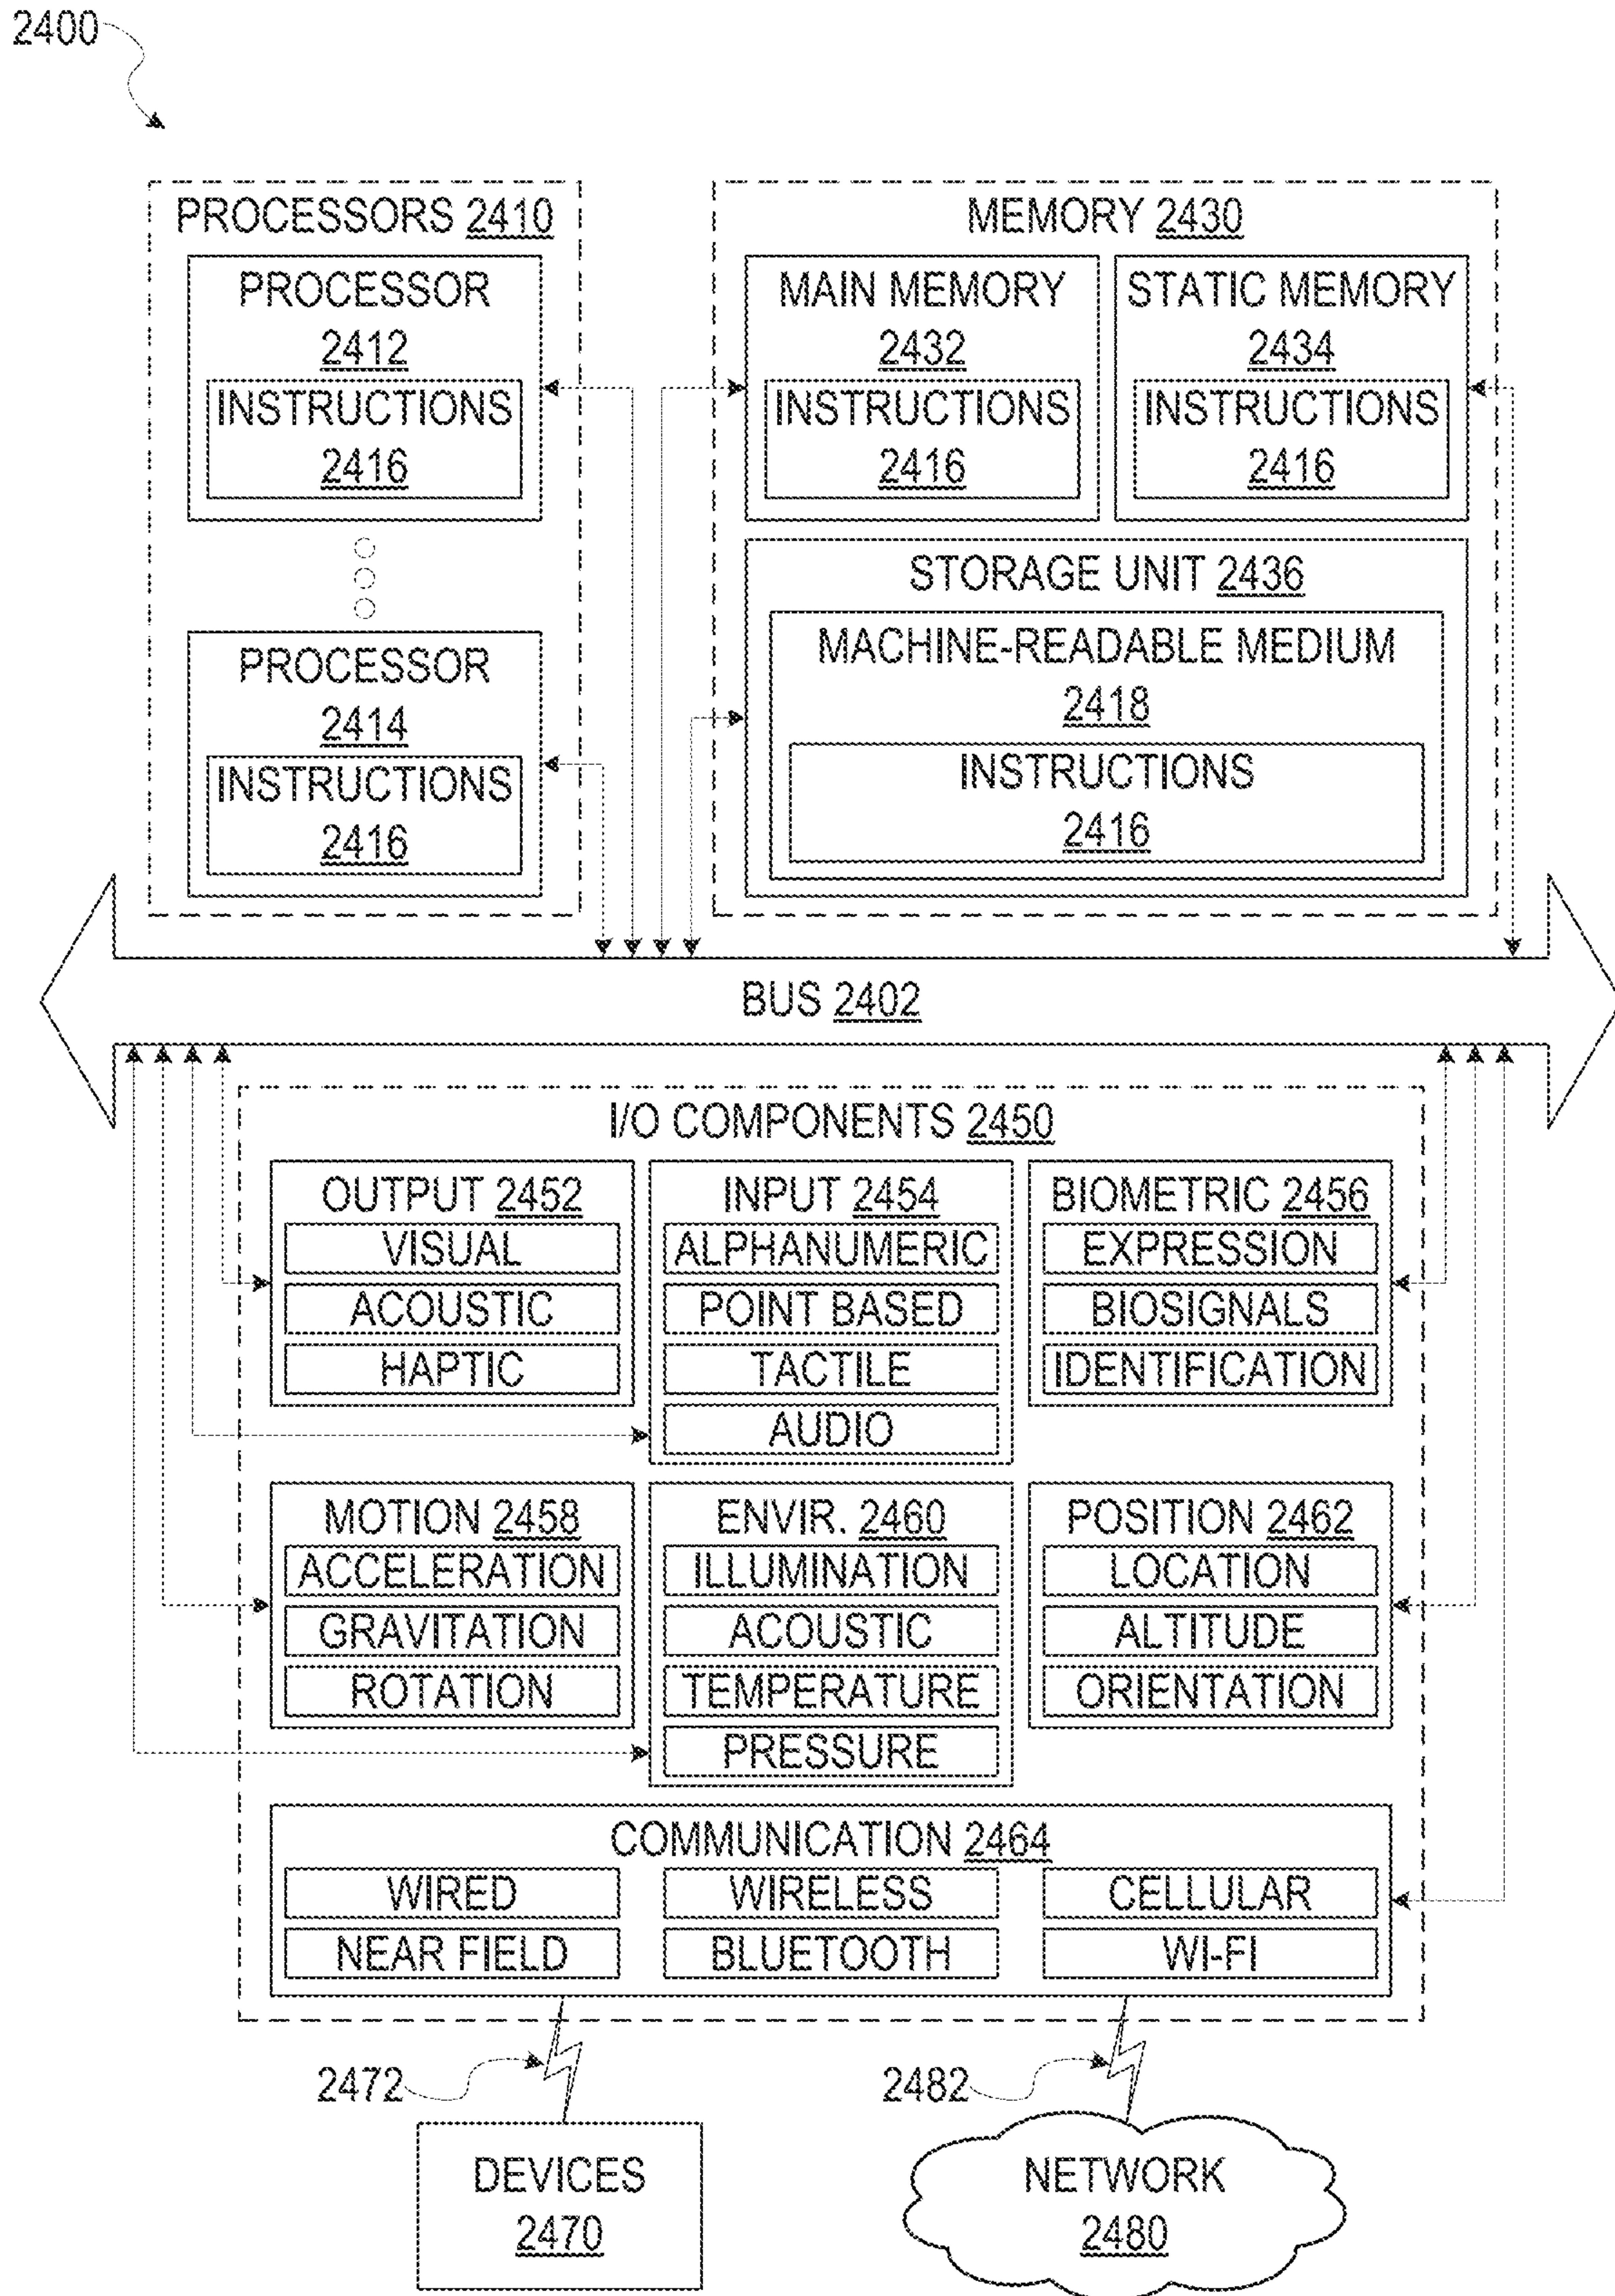 2400
PROCESSORS 2410
PROCESSOR
2412
INSTRUCTIONS
2416
PROCESSOR
2414
INSTRUCTIONS
2416
MEMORY 2430
MAIN MEMORY
2432
INSTRUCTIONS
2416
STATIC MEMORY
2434
INSTRUCTIONS
2416
STORAGE UNIT 2436
MACHINE-READABLE MEDIUM
2418
INSTRUCTIONS
2416
BUS 2402
I/O COMPONENTS 2450
OUTPUT 2452
VISUAL
ACOUSTIC
HAPTIC
INPUT 2454
ALPHANUMERIC
POINT BASED
TACTILE
AUDIO
BIOMETRIC 2456
EXPRESSION
BIOSIGNALS
IDENTIFICATION
MOTION 2458
ACCELERATION
GRAVITATION
ROTATION
ENVIR. 2460
ILLUMINATION
ACOUSTIC
TEMPERATURE
PRESSURE
POSITION 2462
LOCATION
ALTITUDE
ORIENTATION
COMMUNICATION 2464
WIRED
WIRELESS
CELLULAR
NEAR FIELD
BLUETOOTH
WI-FI
2472
2482
DEVICES
2470
NETWORK
2480